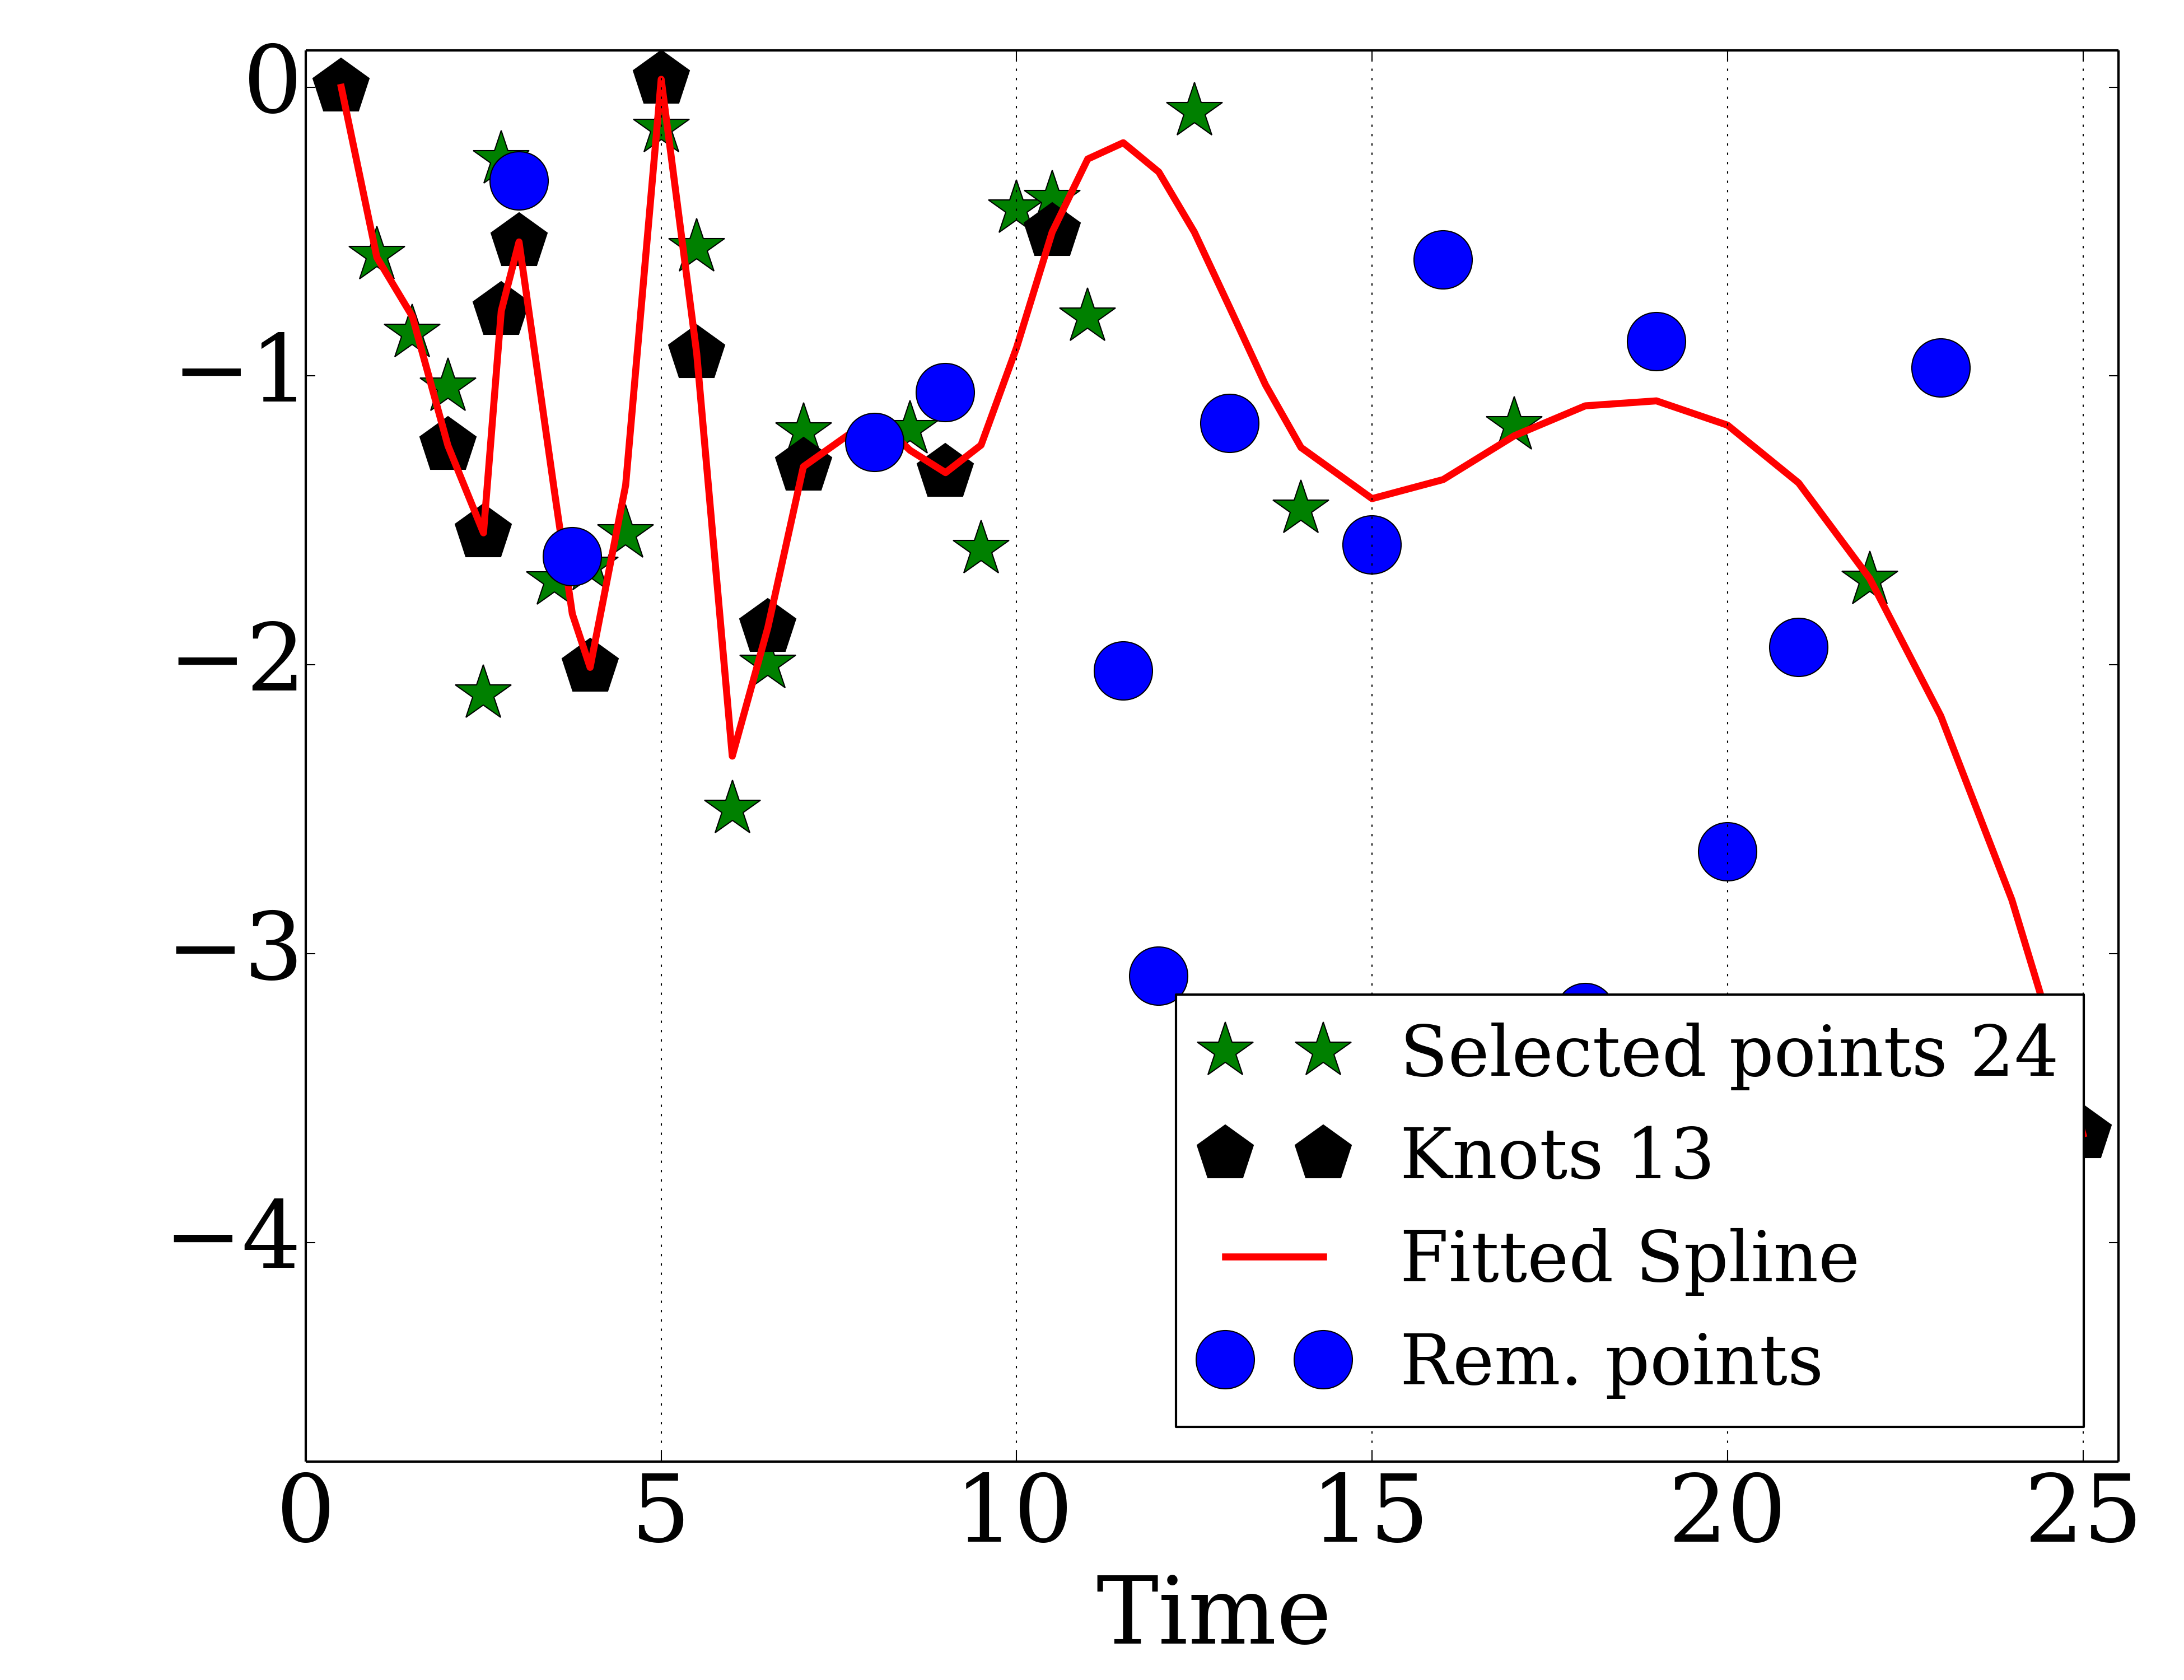 0
−1
−2
−3
−4
Selected points 24
Knots 13
Fitted Spline
Rem. points
0 5 10 15 20 25
Time